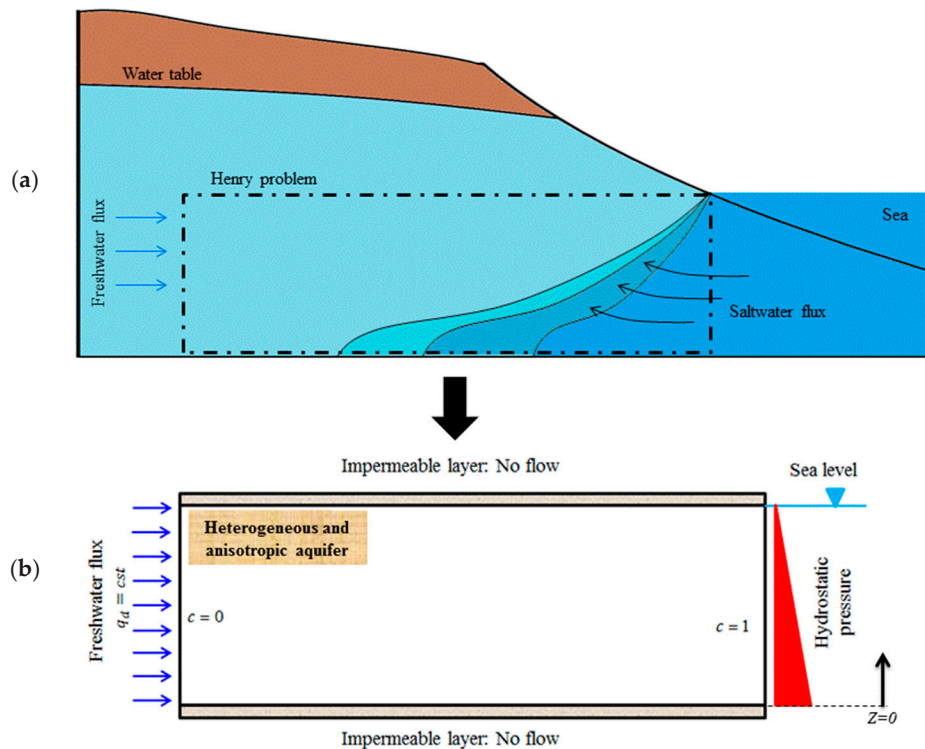 Water table
Henry problem
(a)
Freshwater flux
Sea
Saltwater flux
Impermeable layer: No flow
Sea level
Heterogeneous and
anisotropic aquifer
(b)
Freshwater flux
q_d = cst
c = 0
c = 1
Hydrostatic
pressure
Z=0
Impermeable layer: No flow